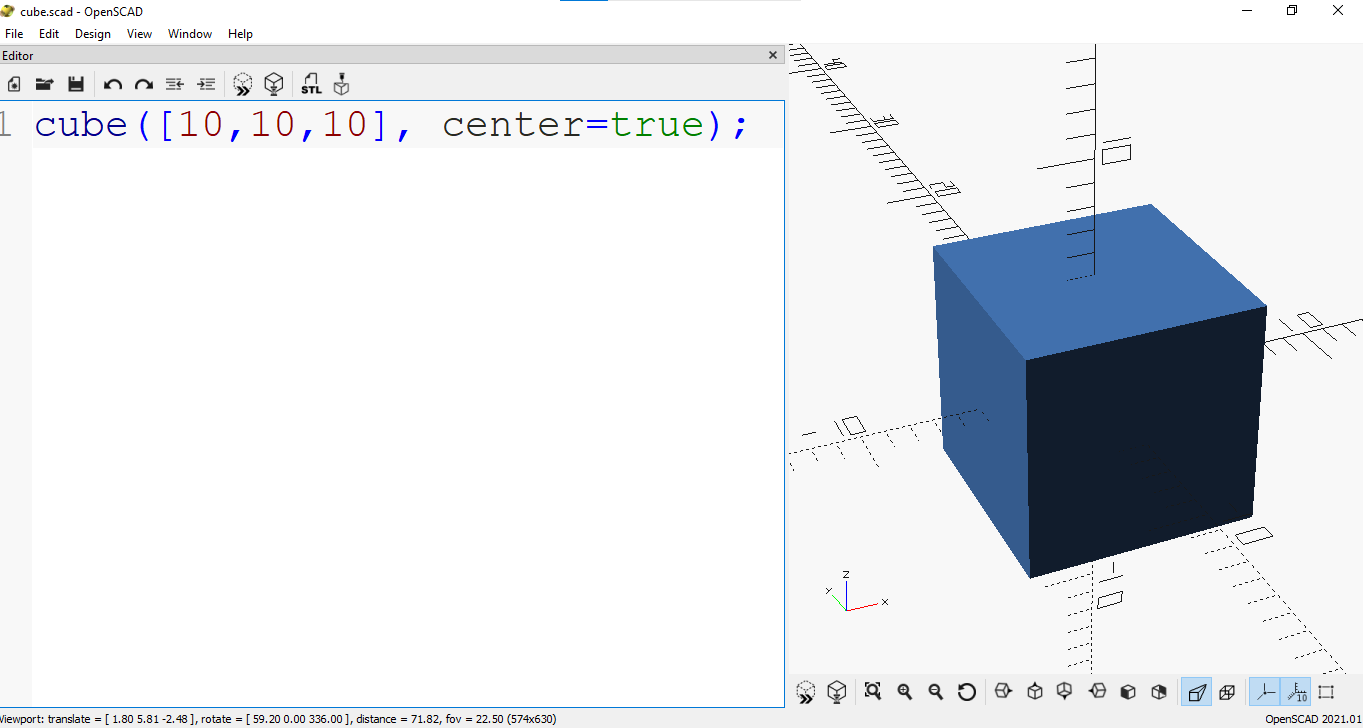 cube.scad - OpenSCAD
File Edit Design View Window Help
Editor
STL
1 cube([10,10,10], center=true);
Z
Y
X
10
Viewport: translate = [ 1.80 5.81 -2.48 ], rotate = [ 59.20 0.00 336.00 ], distance = 71.82, fov = 22.50 (574x630)
OpenSCAD 2021.01